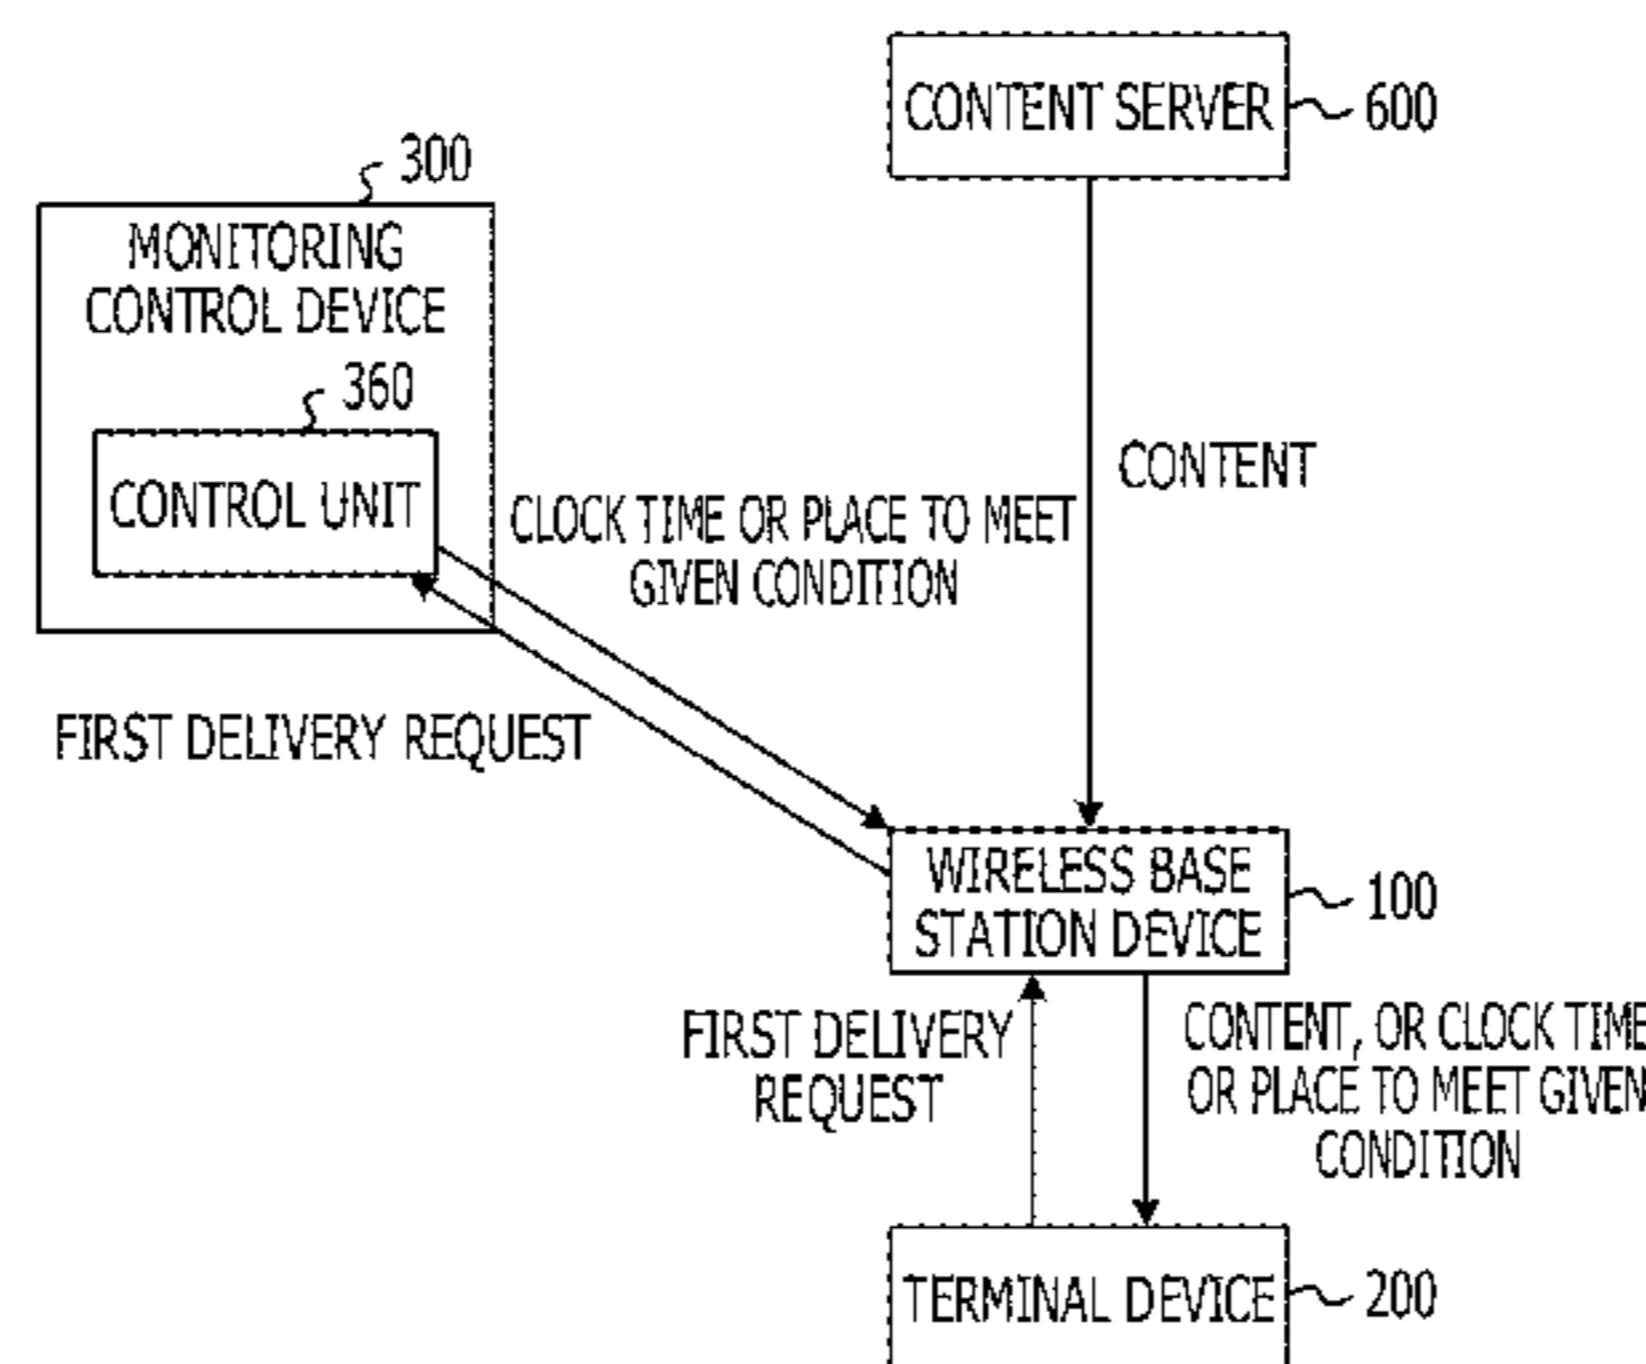 CONTENT SERVER
600
300
MONITORING
CONTROL DEVICE
360
CONTROL UNIT
CLOCK TIME OR PLACE TO MEET
GIVEN CONDITION
CONTENT
FIRST DELIVERY REQUEST
WIRELESS BASE
STATION DEVICE
100
FIRST DELIVERY
REQUEST
CONTENT, OR CLOCK TIME
OR PLACE TO MEET GIVEN
CONDITION
TERMINAL DEVICE
200